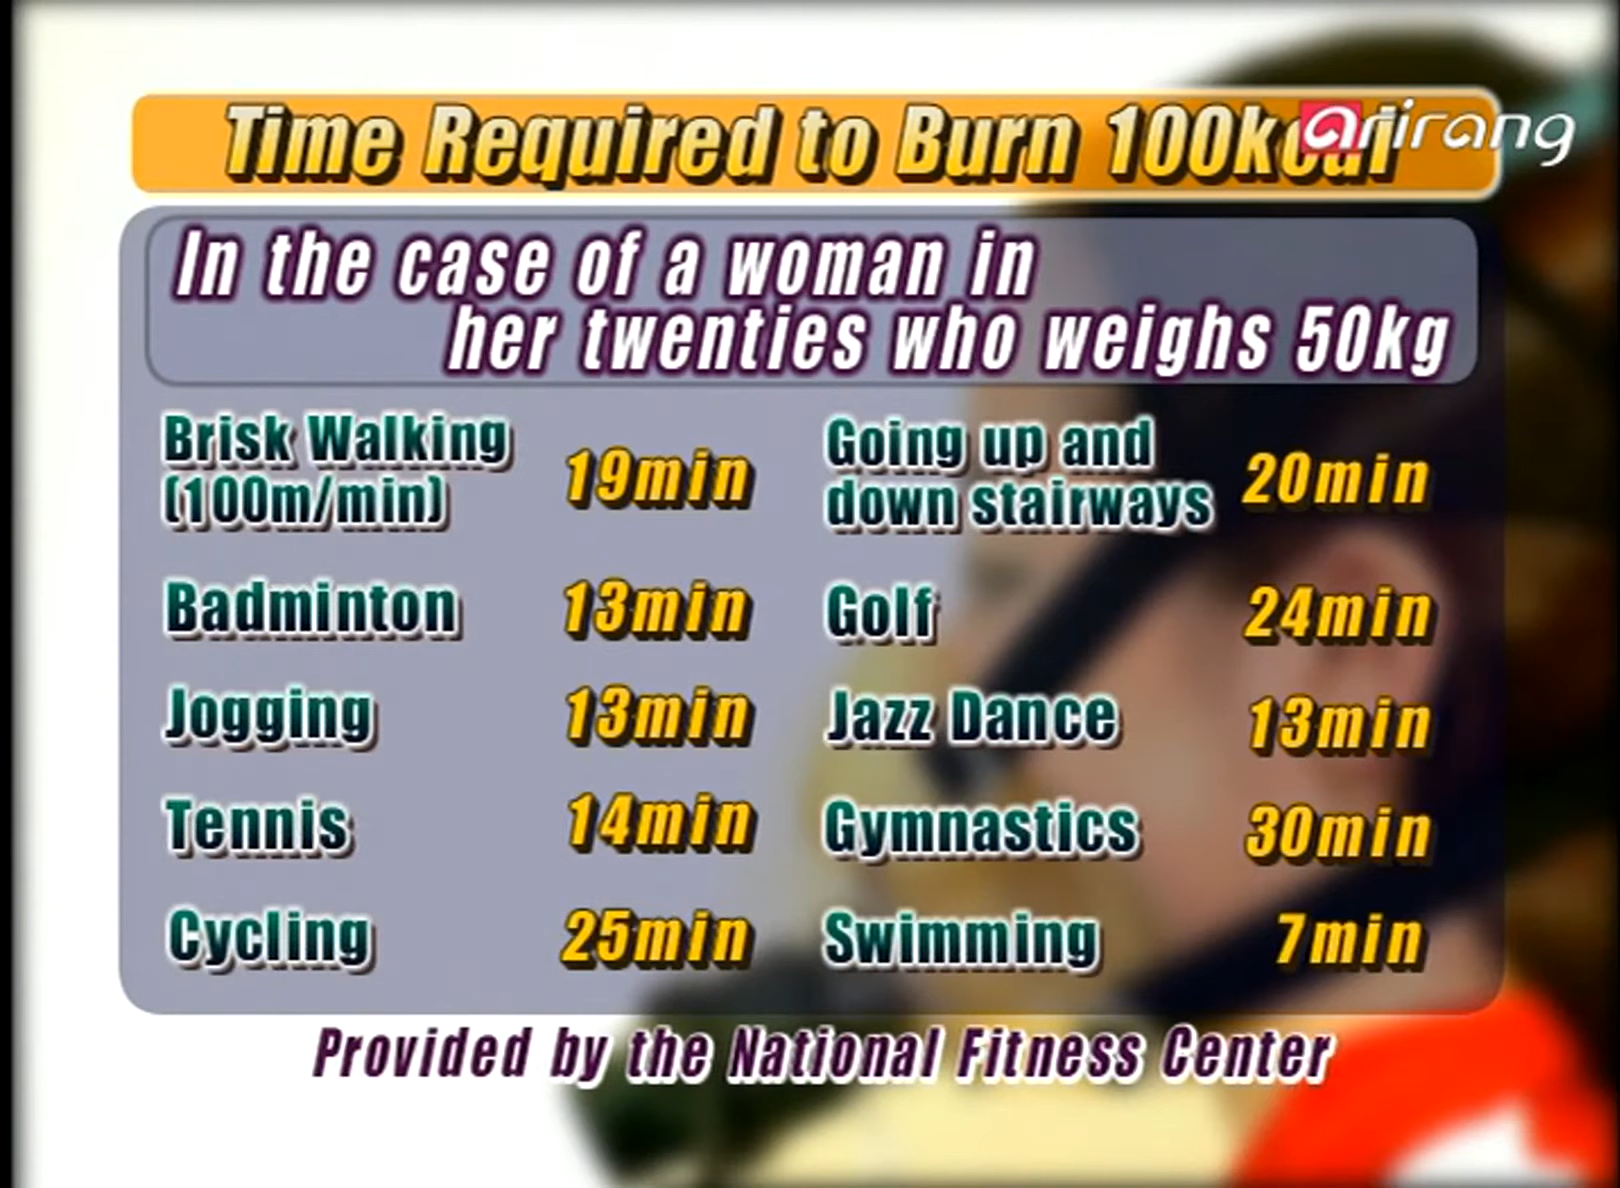 Time Required to Burn 100kcal
arirang
In the case of a woman in
her twenties who weighs 50kg
Brisk Walking
(100m/min)
19min
Going up and
down stairways
20min
Badminton
13min
Golf
24min
Jogging
13min
Jazz Dance
13min
Tennis
14min
Gymnastics
30min
Cycling
25min
Swimming
7min
Provided by the National Fitness Center